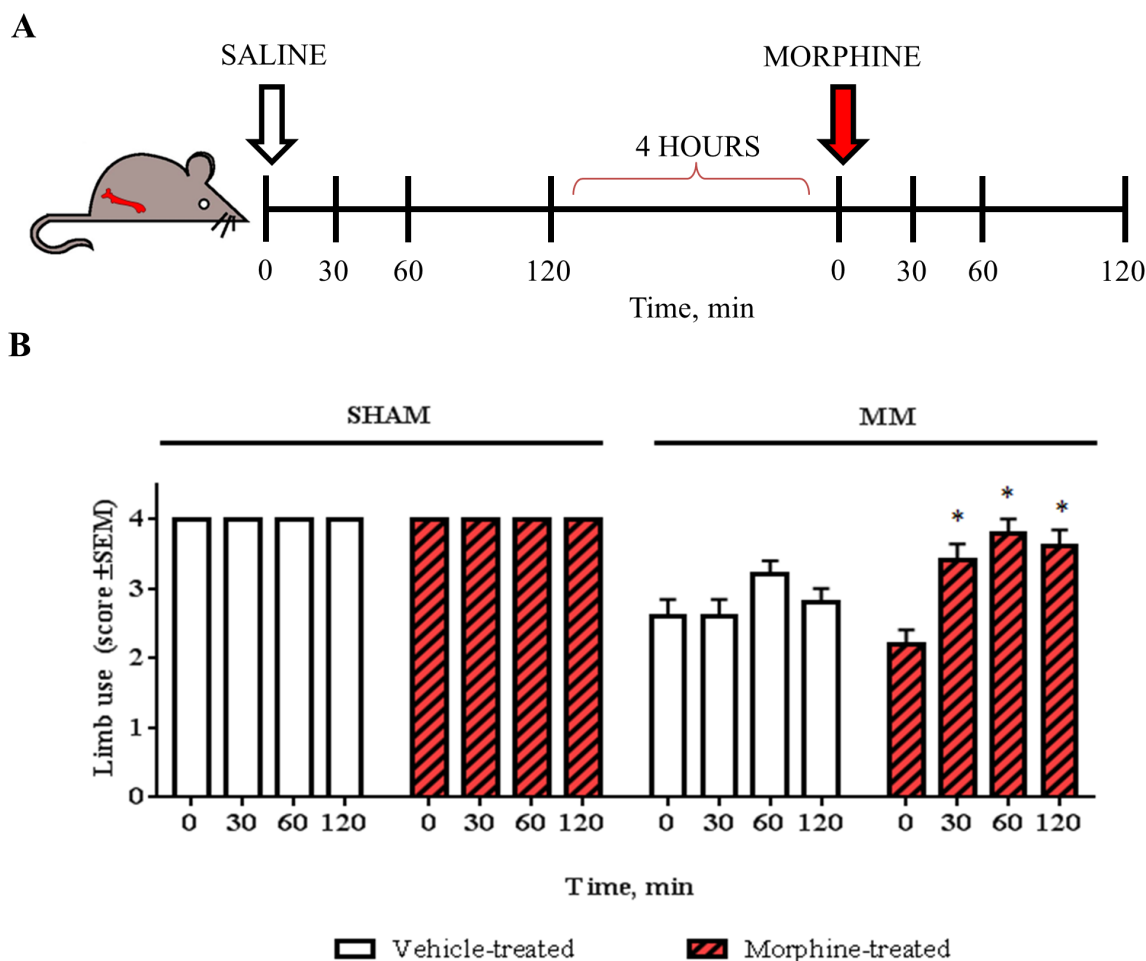 A
SALINE
MORPHINE
4 HOURS
0 30 60 120 0 30 60 120
Time, min
B
SHAM MM
Limb use (score ±SEM)
4
3
2
1
0
* * *
0 30 60 120 0 30 60 120 0 30 60 120 0 30 60 120
Time, min
Vehicle-treated Morphine-treated